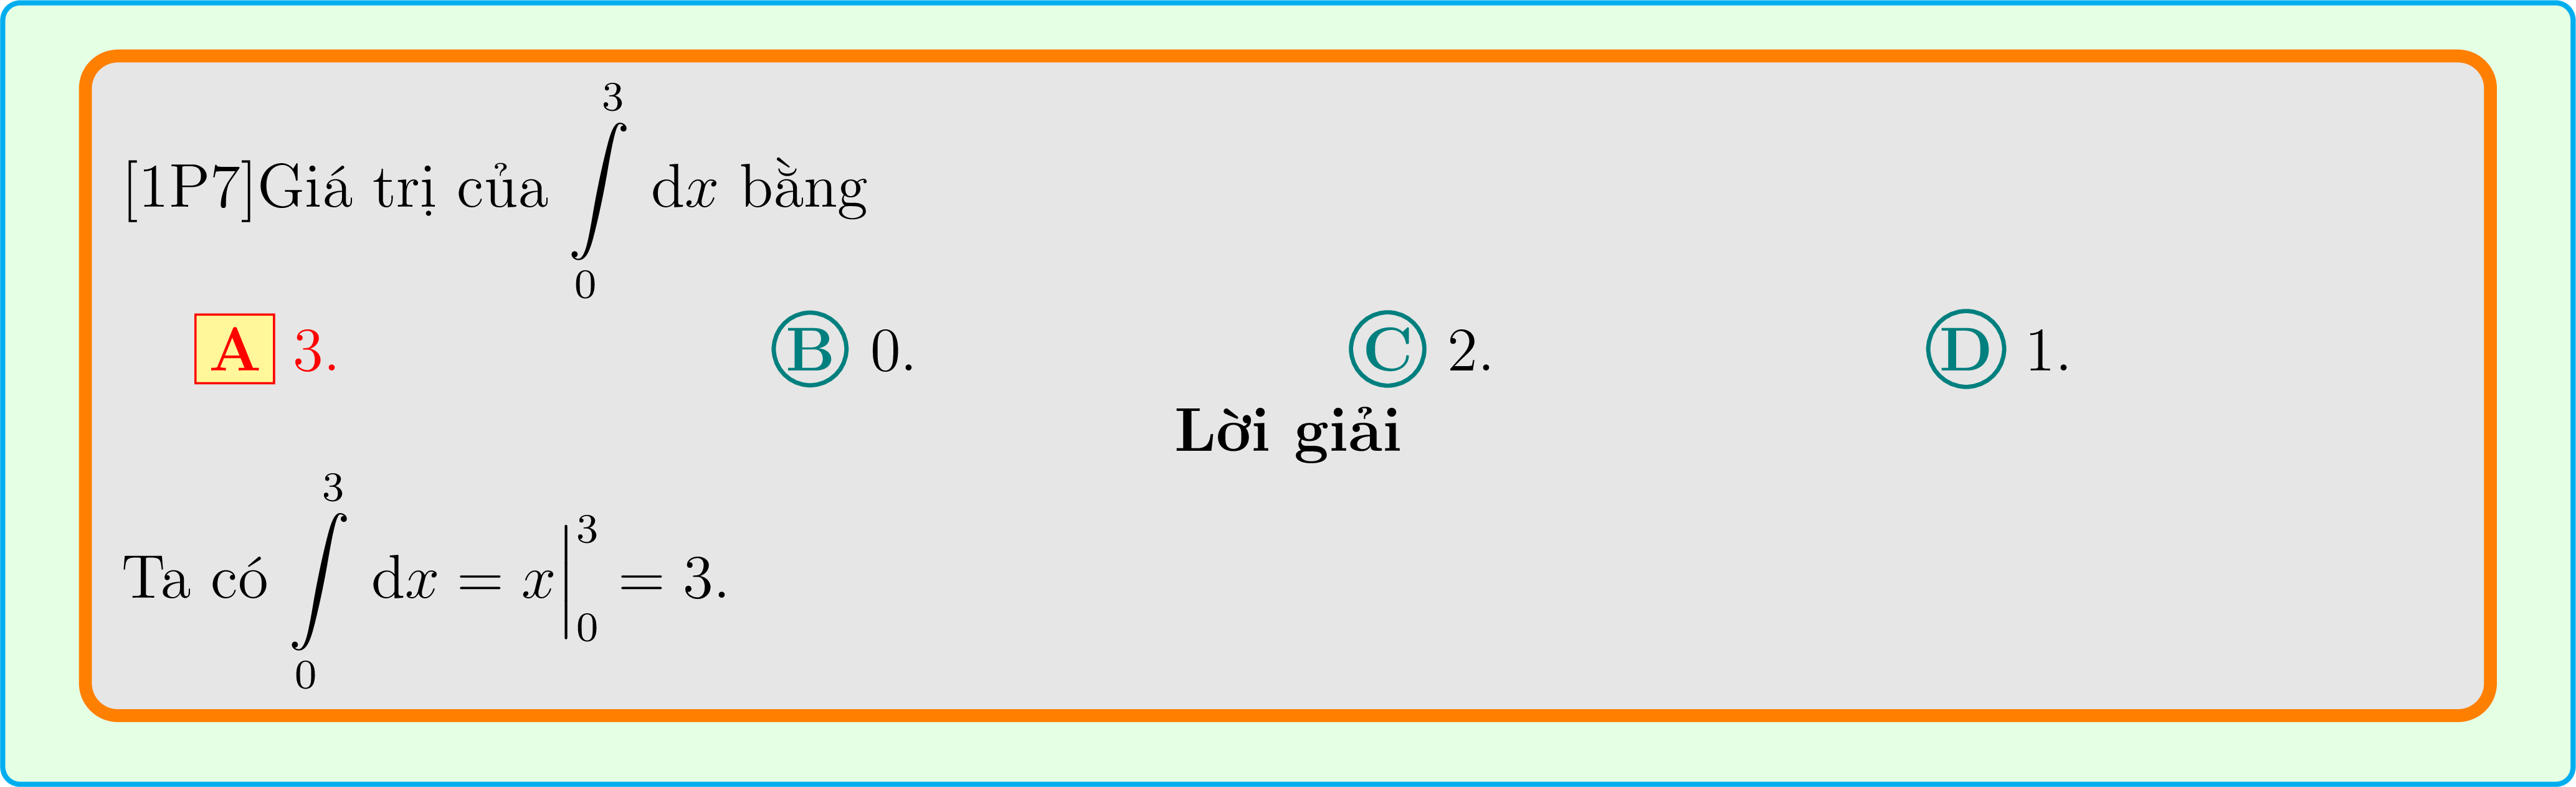 [1P7]Giá trị của $\int\limits_0^3 \mathrm{d}x$ bằng
A 3. B 0. C 2. D 1.
Lời giải
Ta có $\int\limits_0^3 \mathrm{d}x = x\Big|_0^3 = 3.$